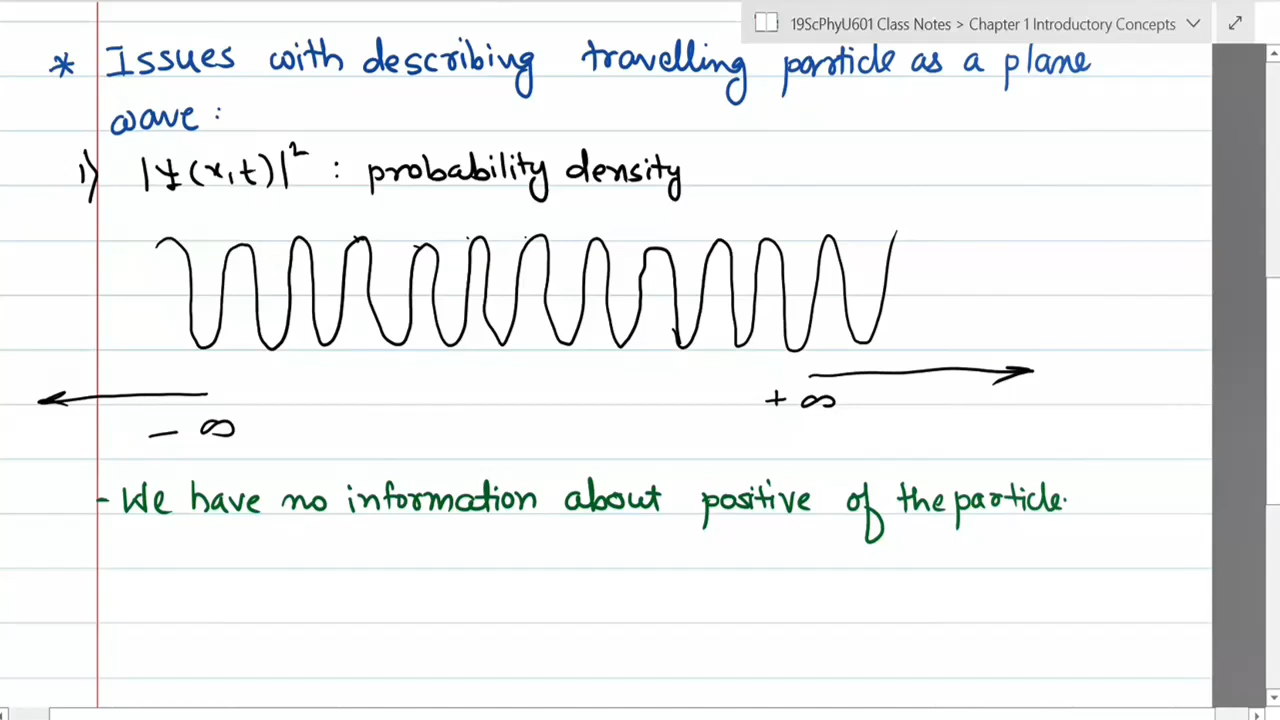 19ScPhyU601 Class Notes > Chapter 1 Introductory Concepts
* Issues with describing travelling particle as a plane
wave :
1) |Ψ(x,t)|² : probability density
- ∞ + ∞
- We have no information about positive of the particle.